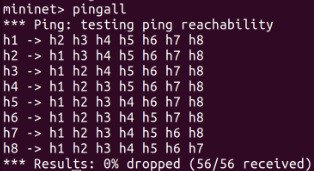 mininet> pingall
*** Ping: testing ping reachability
h1 -> h2 h3 h4 h5 h6 h7 h8
h2 -> h1 h3 h4 h5 h6 h7 h8
h3 -> h1 h2 h4 h5 h6 h7 h8
h4 -> h1 h2 h3 h5 h6 h7 h8
h5 -> h1 h2 h3 h4 h6 h7 h8
h6 -> h1 h2 h3 h4 h5 h7 h8
h7 -> h1 h2 h3 h4 h5 h6 h8
h8 -> h1 h2 h3 h4 h5 h6 h7
*** Results: 0% dropped (56/56 received)